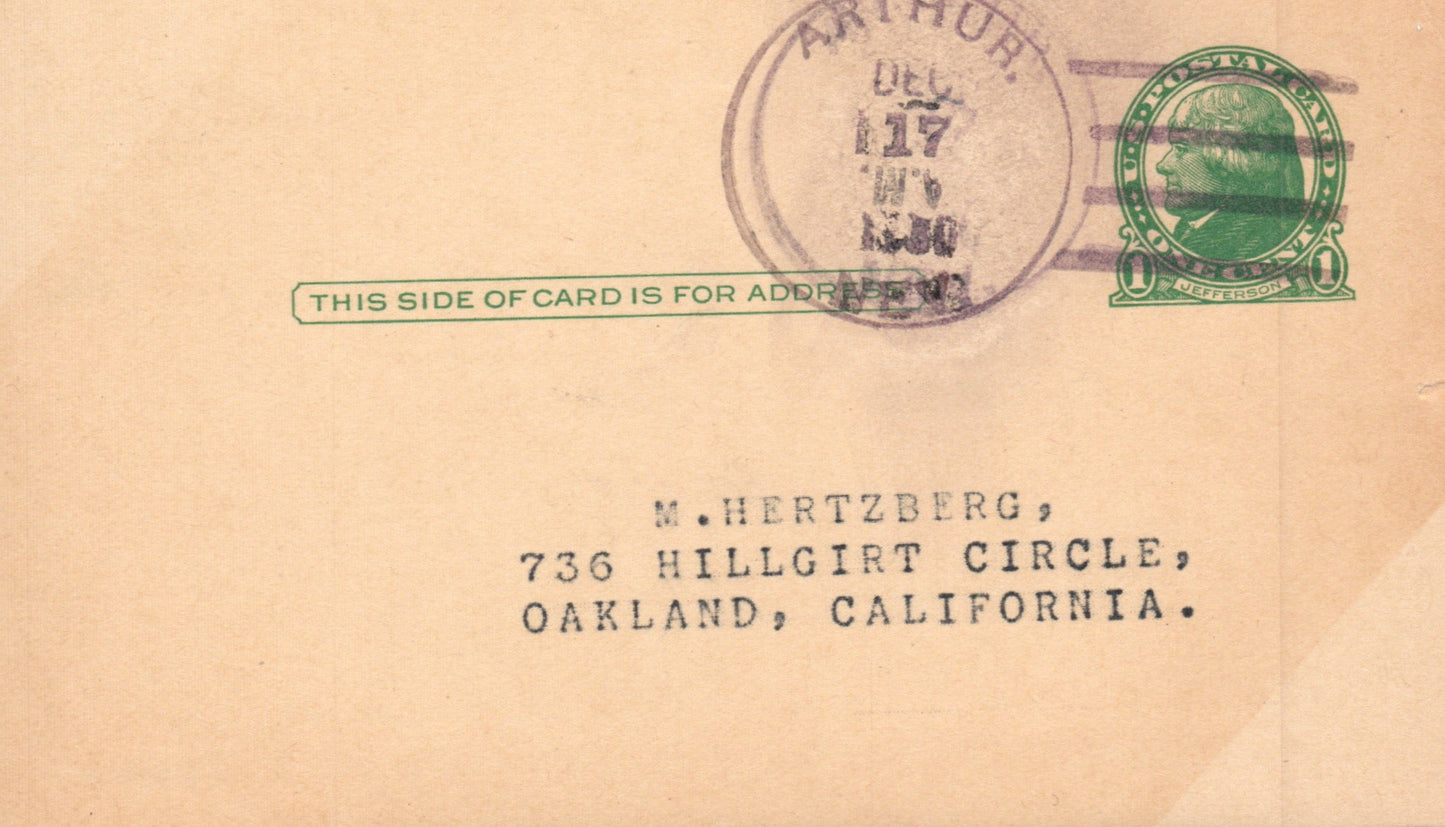 ARTHUR.
DEC
17
1930
NEV.
U.S. POSTAL CARD
ONE CENT
1 JEFFERSON 1
THIS SIDE OF CARD IS FOR ADDRESS
M.HERTZBERG,
736 HILLGIRT CIRCLE,
OAKLAND, CALIFORNIA.